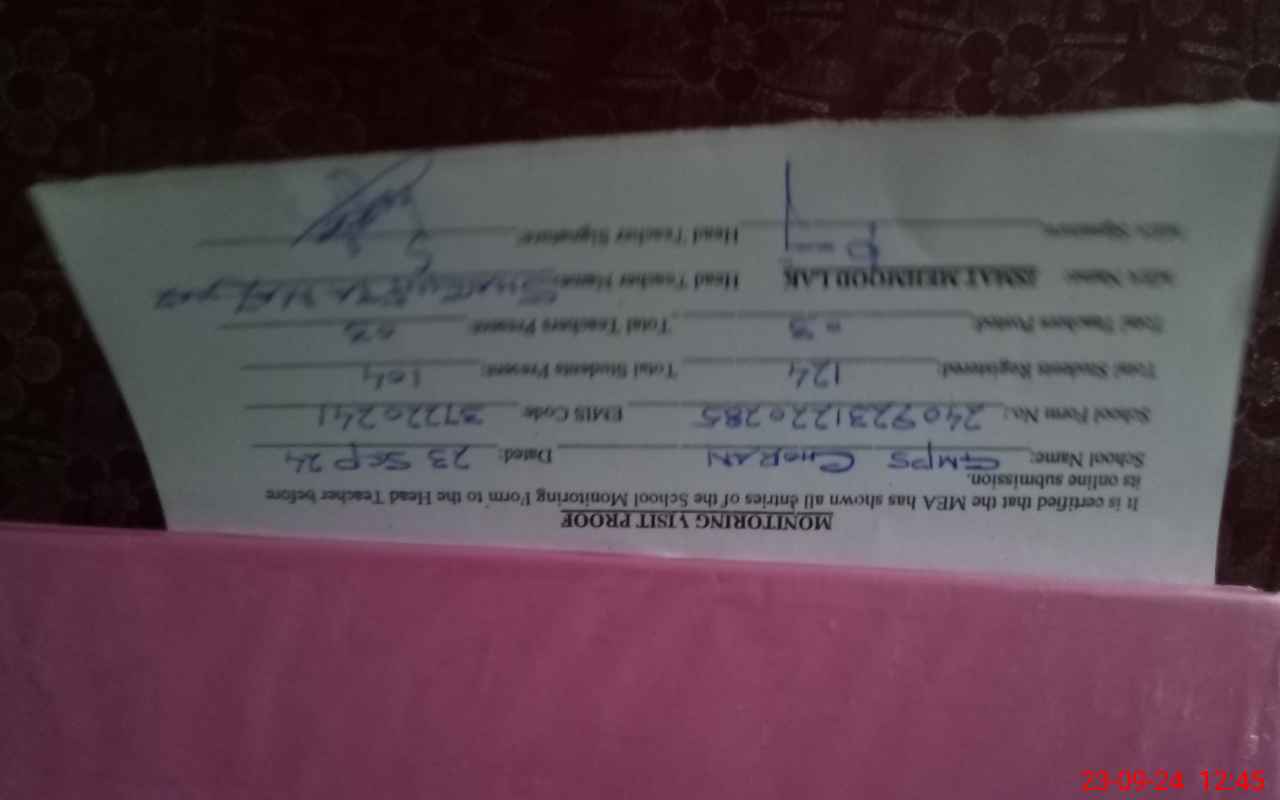 MONITORING VISIT PROOF
It is certified that the MEA has shown all entries of the School Monitoring Form to the Head Teacher before
its online submission.
School Name: GMPS CHORAN Dated: 23 SEP 24
School Form No.: 2409231220285 EMIS Code: 37220241
Total Students Registered: 124 Total Students Present: 104
Total Teachers Posted: 03 Total Teachers Present: 03
MEA Name: ISMAT MEHMOOD LAK Head Teacher Name:
MEA Signature: Head Teacher Signature:
23-09-24 12:45